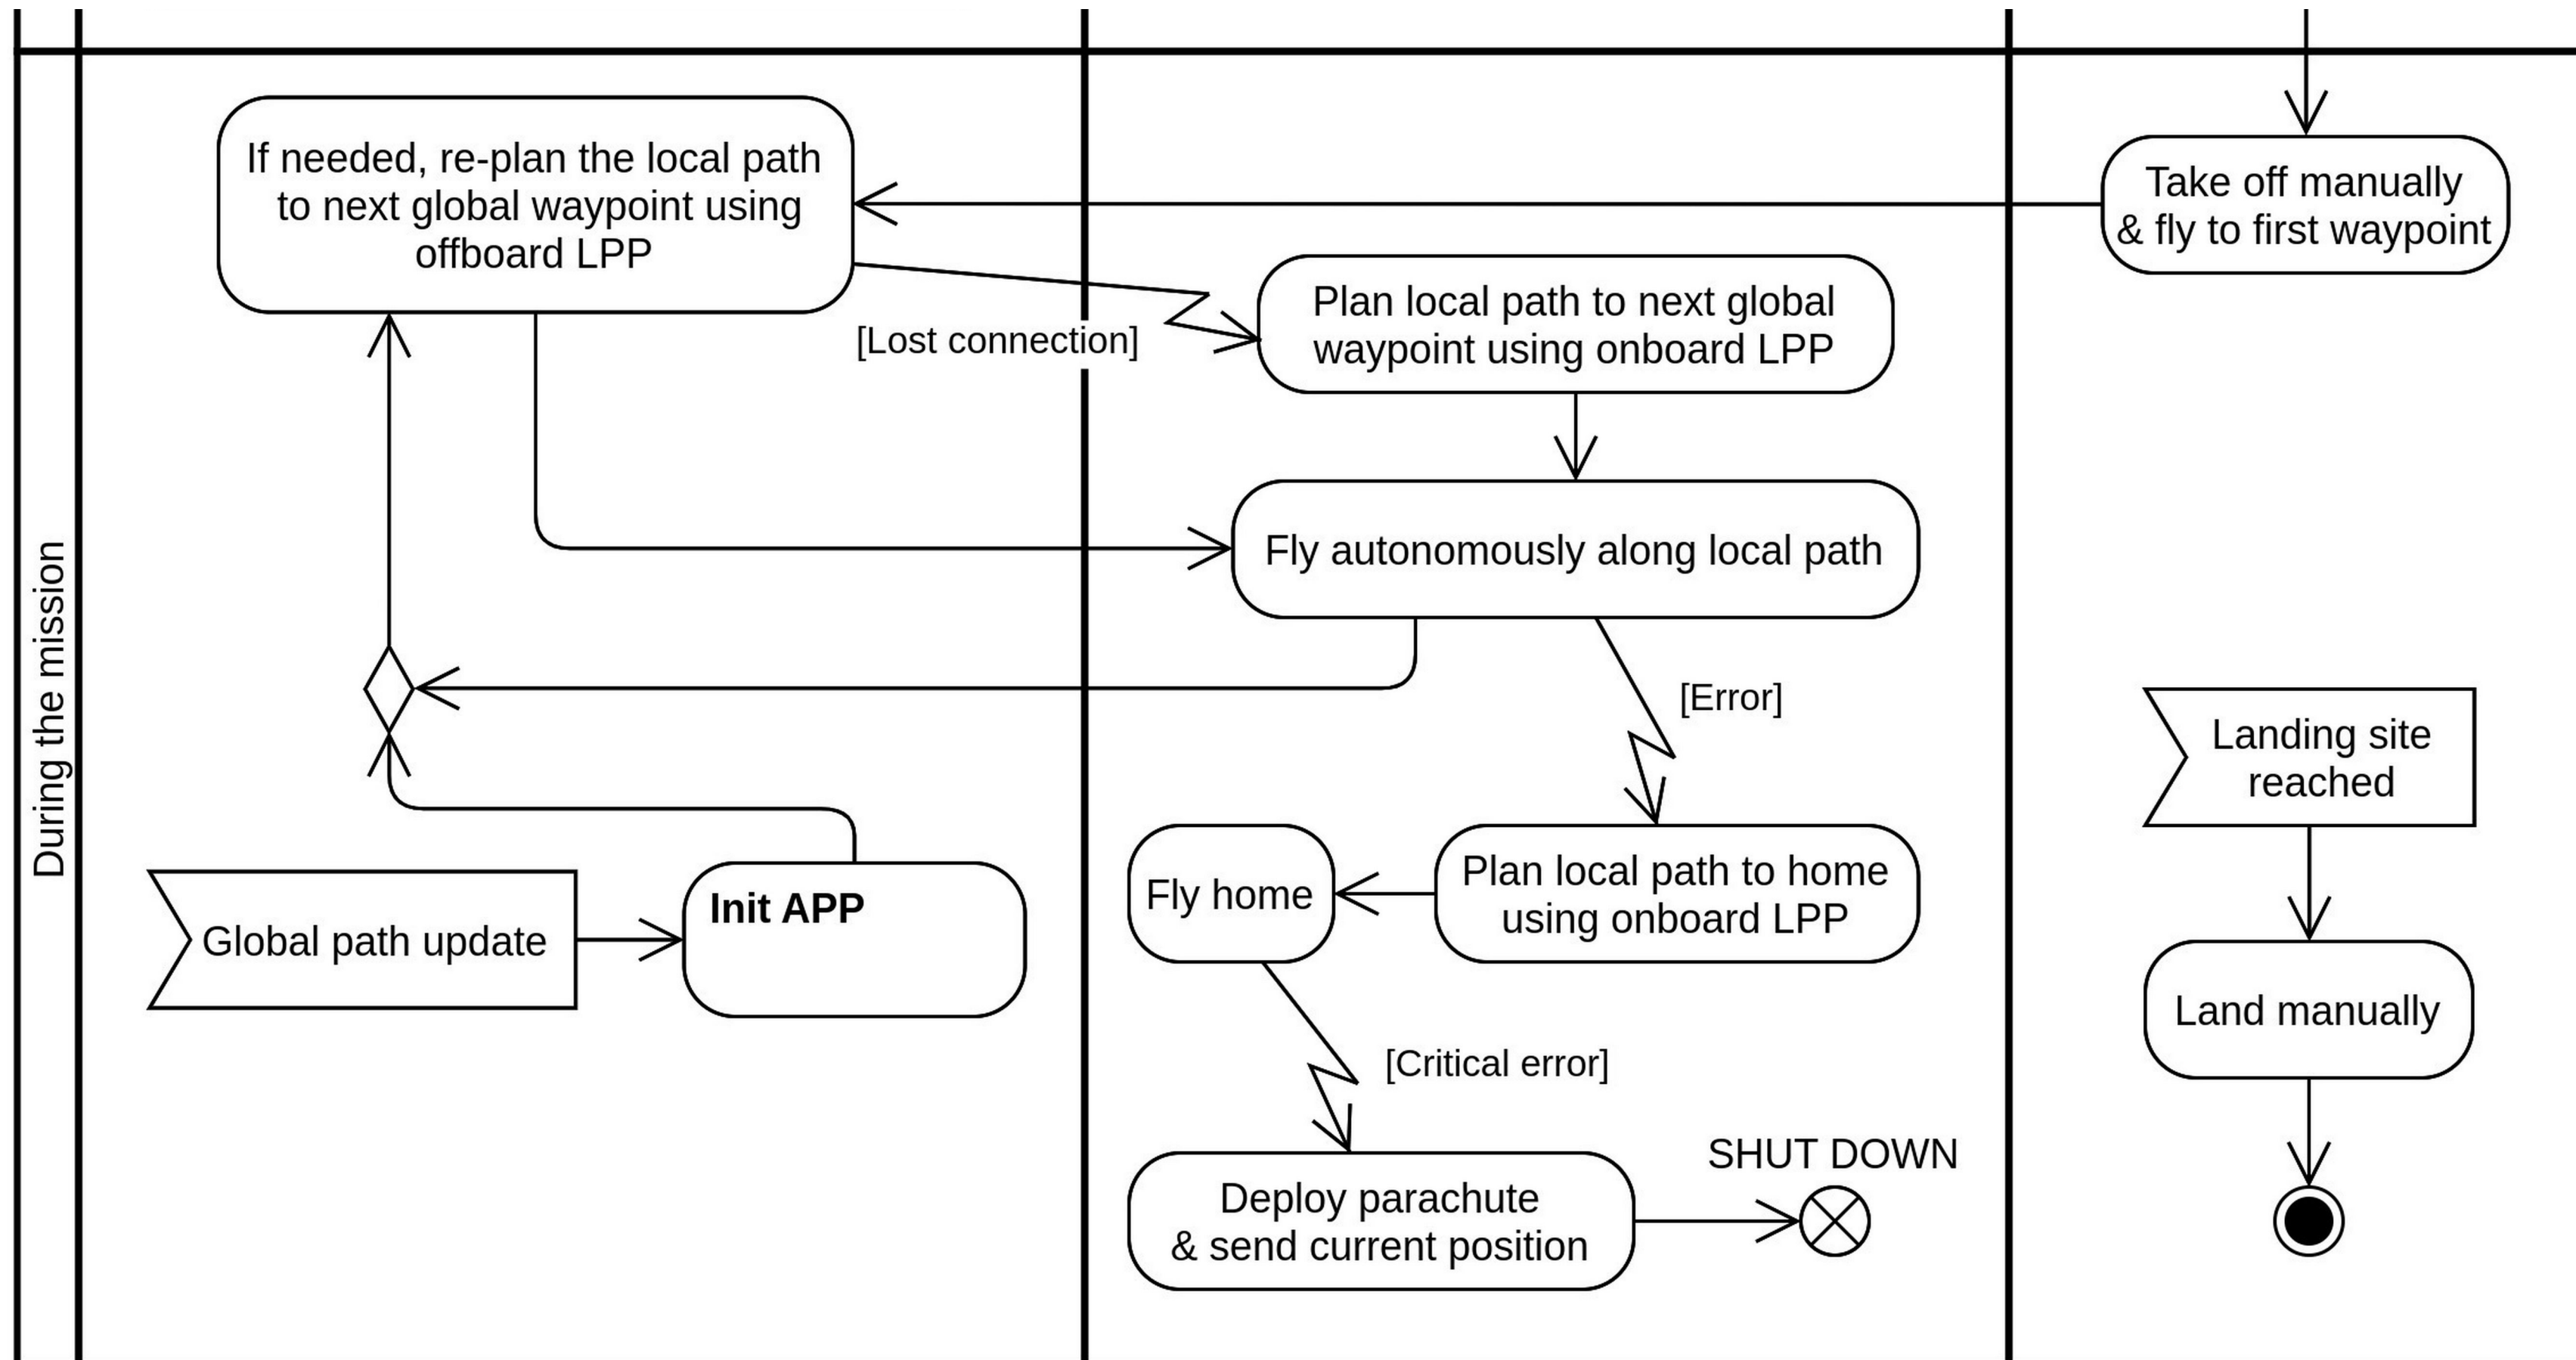 During the mission
If needed, re-plan the local path
to next global waypoint using
offboard LPP
Take off manually
& fly to first waypoint
[Lost connection]
Plan local path to next global
waypoint using onboard LPP
Fly autonomously along local path
[Error]
Landing site
reached
Global path update
Init APP
Fly home
Plan local path to home
using onboard LPP
Land manually
[Critical error]
Deploy parachute
& send current position
SHUT DOWN